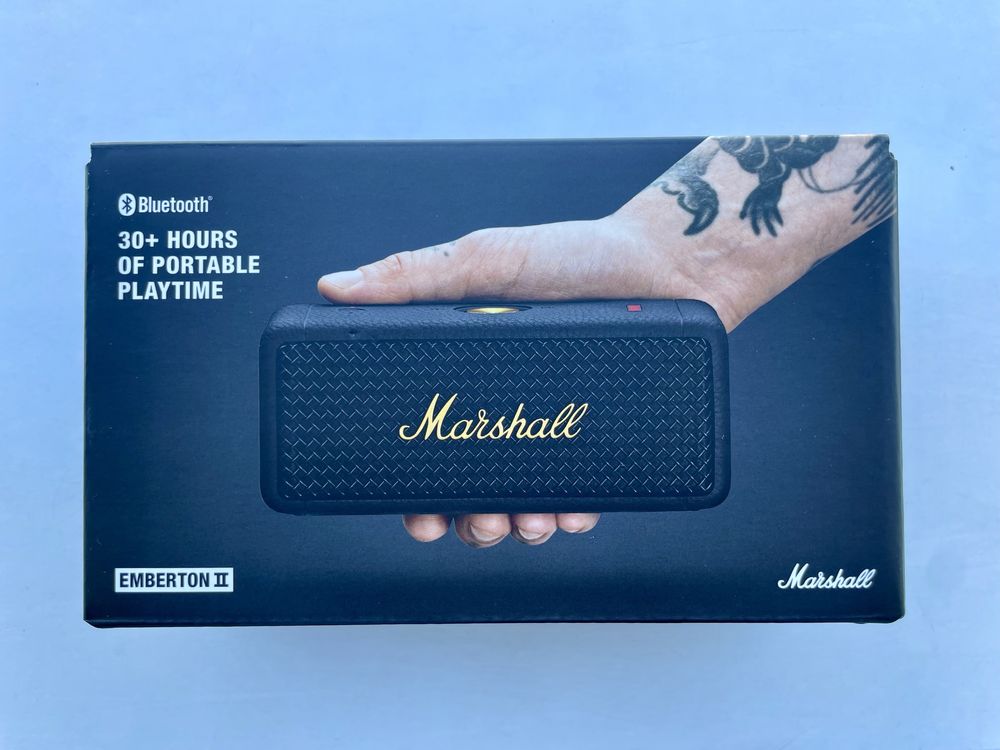 Bluetooth®
30+ HOURS
OF PORTABLE
PLAYTIME
Marshall
EMBERTON II
Marshall